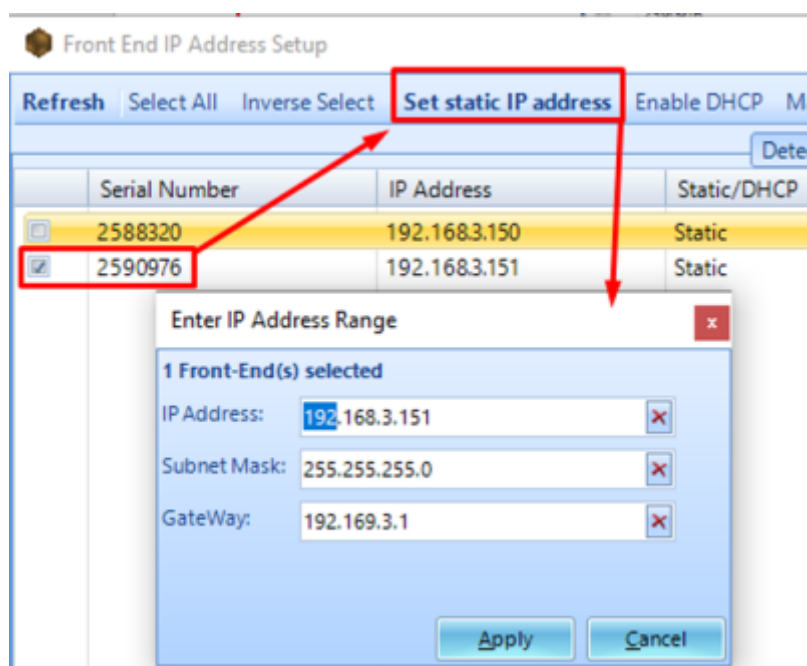 Front End IP Address Setup
Refresh Select All Inverse Select Set static IP address Enable DHCP
Serial Number IP Address Static/DHCP
2588320 192.168.3.150 Static
2590976 192.168.3.151 Static
Enter IP Address Range
1 Front-End(s) selected
IP Address: 192.168.3.151
Subnet Mask: 255.255.255.0
GateWay: 192.169.3.1
Apply Cancel